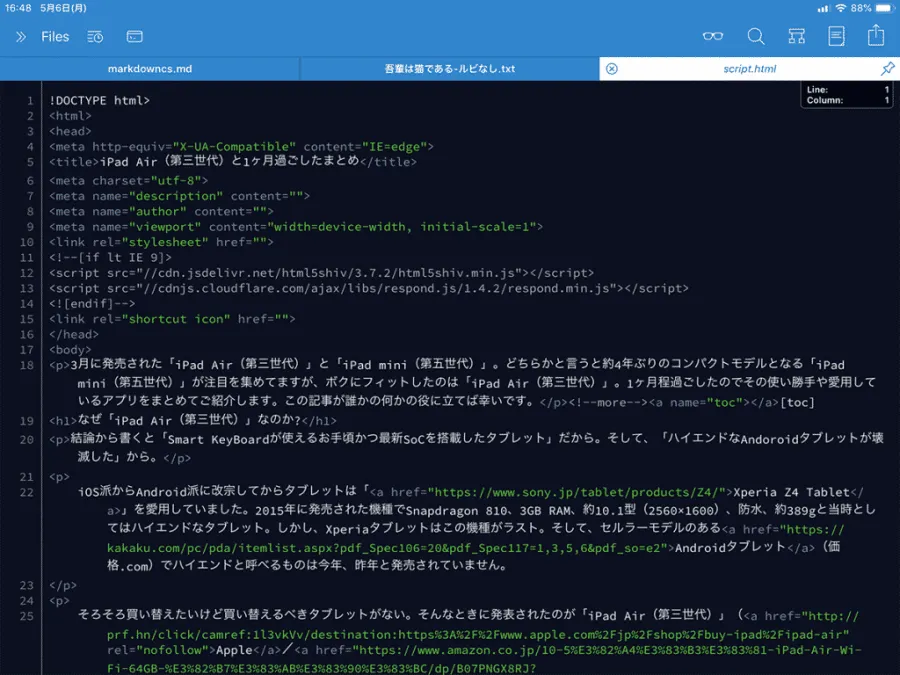 16:48 5月6日(月) 88%
Files
markdowncs.md 吾輩は猫である-ルビなし.txt script.html
Line: 1
Column: 1
1 !DOCTYPE html>
2 <html>
3 <head>
4 <meta http-equiv="X-UA-Compatible" content="IE=edge">
5 <title>iPad Air（第三世代）と1ヶ月過ごしたまとめ</title>
6 <meta charset="utf-8">
7 <meta name="description" content="">
8 <meta name="author" content="">
9 <meta name="viewport" content="width=device-width, initial-scale=1">
10 <link rel="stylesheet" href="">
11 <!--[if lt IE 9]>
12 <script src="//cdn.jsdelivr.net/html5shiv/3.7.2/html5shiv.min.js"></script>
13 <script src="//cdnjs.cloudflare.com/ajax/libs/respond.js/1.4.2/respond.min.js"></script>
14 <![endif]-->
15 <link rel="shortcut icon" href="">
16 </head>
17 <body>
18 <p>3月に発売された「iPad Air（第三世代）」と「iPad mini（第五世代）」。どちらかと言うと約4年ぶりのコンパクトモデルとなる「iPad
mini（第五世代）」が注目を集めてますが、ボクにフィットしたのは「iPad Air（第三世代）」。1ヶ月程過ごしたのでその使い勝手や愛用して
いるアプリをまとめてご紹介します。この記事が誰かの何かの役に立てば幸いです。</p><!--more--><a name="toc"></a>[toc]
19 <h1>なぜ「iPad Air（第三世代）」なのか?</h1>
20 <p>結論から書くと「Smart KeyBoardが使えるお手頃かつ最新SoCを搭載したタブレット」だから。そして、「ハイエンドなAndoroidタブレットが壊
滅した」から。</p>
21 <p>
22 iOS派からAndroid派に改宗してからタブレットは「<a href="https://www.sony.jp/tablet/products/Z4/">Xperia Z4 Tablet</
a>」を愛用していました。2015年に発売された機種でSnapdragon 810、3GB RAM、約10.1型（2560×1600）、防水、約389gと当時とし
てはハイエンドなタブレット。しかし、Xperiaタブレットはこの機種がラスト。そして、セルラーモデルのある<a href="https://
kakaku.com/pc/pda/itemlist.aspx?pdf_Spec106=20&pdf_Spec117=1,3,5,6&pdf_so=e2">Androidタブレット</a>（価
格.com）でハイエンドと呼べるものは今年、昨年と発売されていません。
23 </p>
24 <p>
25 そろそろ買い替えたいけど買い替えるべきタブレットがない。そんなときに発表されたのが「iPad Air（第三世代）」（<a href="http://
prf.hn/click/camref:1l3vkVv/destination:https%3A%2F%2Fwww.apple.com%2Fjp%2Fshop%2Fbuy-ipad%2Fipad-air"
rel="nofollow">Apple</a>／<a href="https://www.amazon.co.jp/10-5%E3%82%A4%E3%83%B3%E3%83%81-iPad-Air-Wi-
Fi-64GB-%E3%82%B7%E3%83%AB%E3%83%90%E3%83%BC/dp/B07PNGX8RJ?